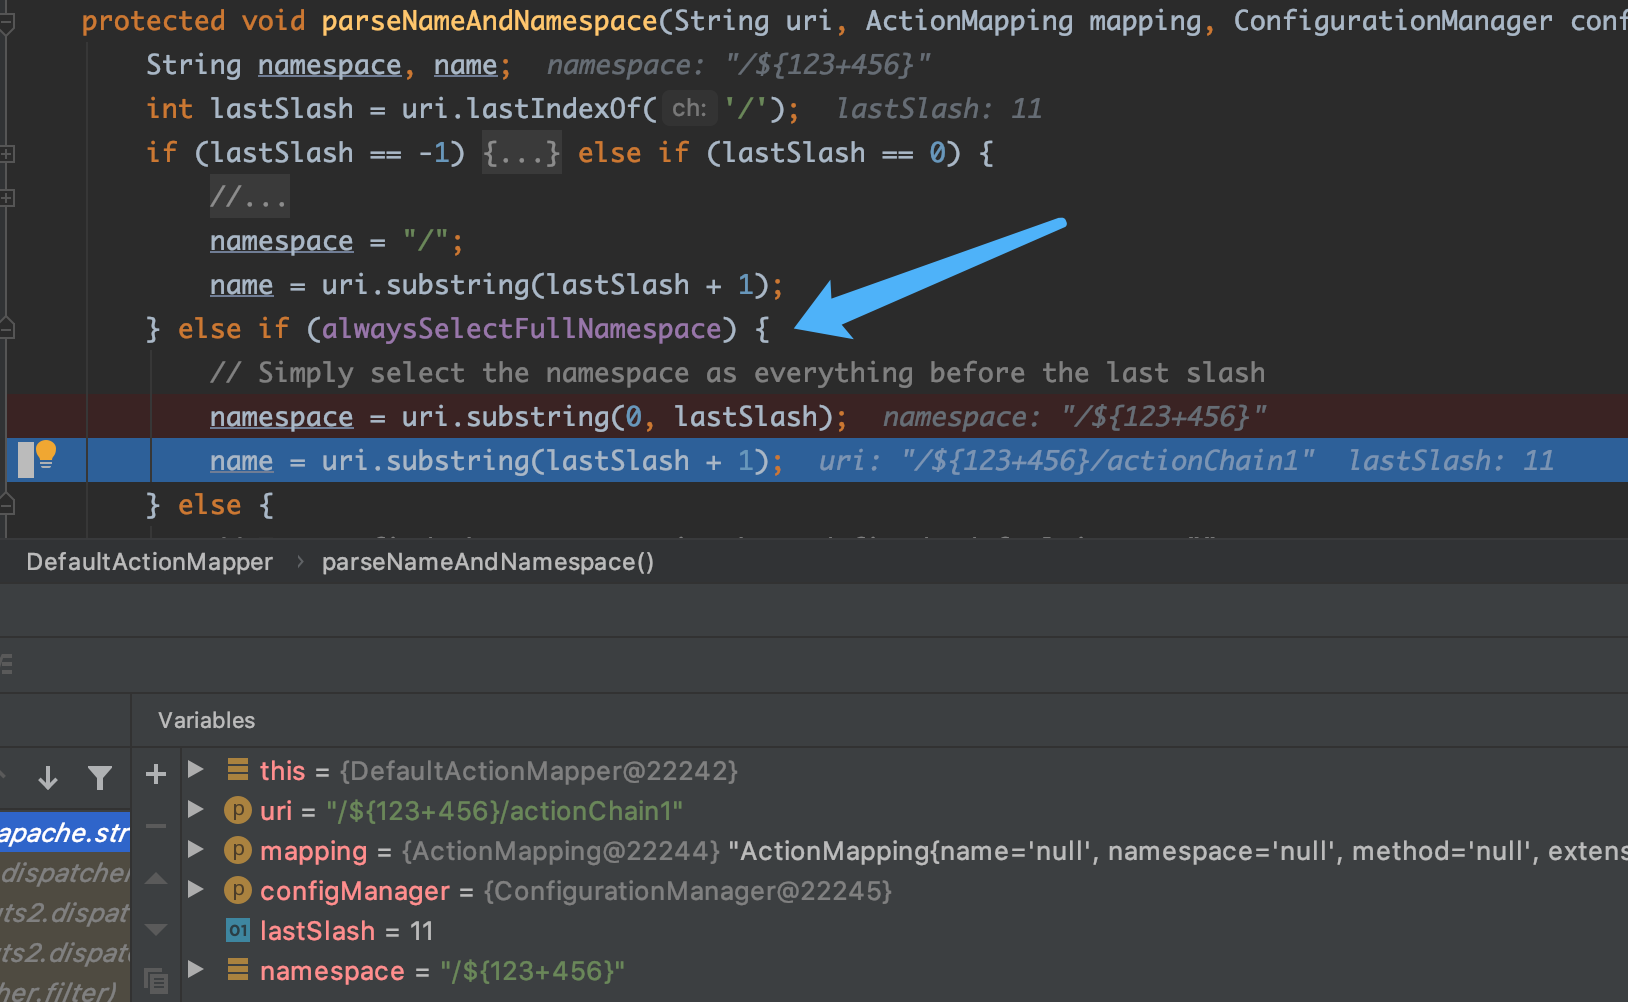 protected void parseNameAndNamespace(String uri, ActionMapping mapping, ConfigurationManager conf
String namespace, name; namespace: "/${123+456}"
int lastSlash = uri.lastIndexOf( ch: '/'); lastSlash: 11
if (lastSlash == -1) {...} else if (lastSlash == 0) {
//...
namespace = "/";
name = uri.substring(lastSlash + 1);
} else if (alwaysSelectFullNamespace) {
// Simply select the namespace as everything before the last slash
namespace = uri.substring(0, lastSlash); namespace: "/${123+456}"
name = uri.substring(lastSlash + 1); uri: "/${123+456}/actionChain1" lastSlash: 11
} else {
DefaultActionMapper › parseNameAndNamespace()
Variables
this = {DefaultActionMapper@22242}
uri = "/${123+456}/actionChain1"
mapping = {ActionMapping@22244} "ActionMapping{name='null', namespace='null', method='null', extens
configManager = {ConfigurationManager@22245}
lastSlash = 11
namespace = "/${123+456}"
apache.str
.dispatcher
uts2.dispat
ts2.dispat
her.filter)